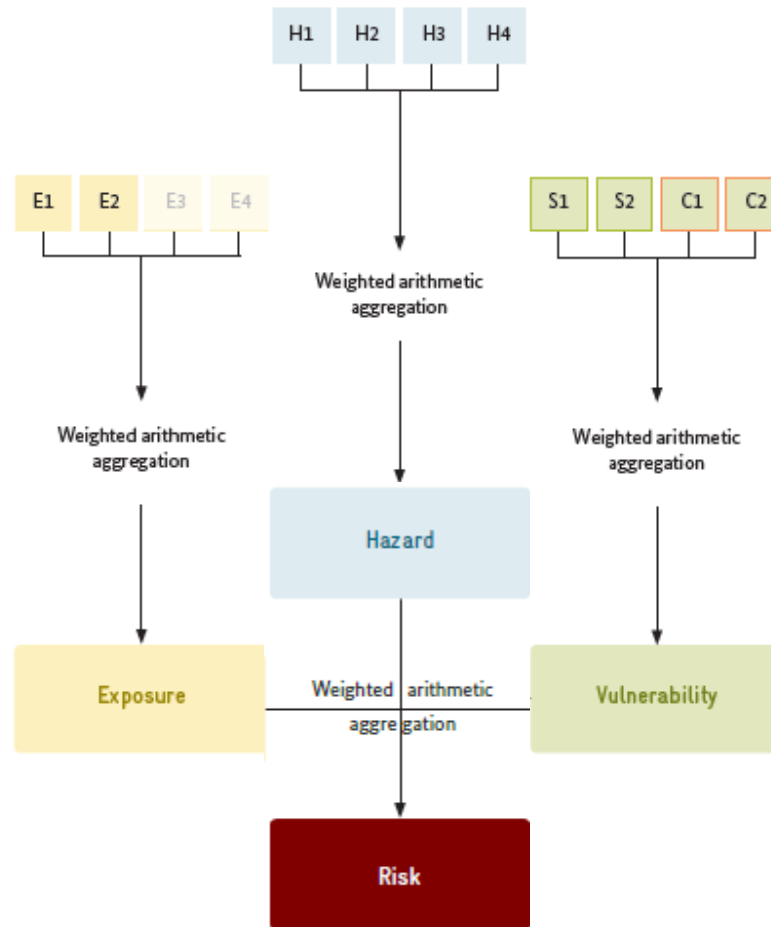 H1 H2 H3 H4
E1 E2 E3 E4
S1 S2 C1 C2
Weighted arithmetic
aggregation
Weighted arithmetic
aggregation
Weighted arithmetic
aggregation
Hazard
Exposure
Weighted arithmetic
aggregation
Vulnerability
Risk